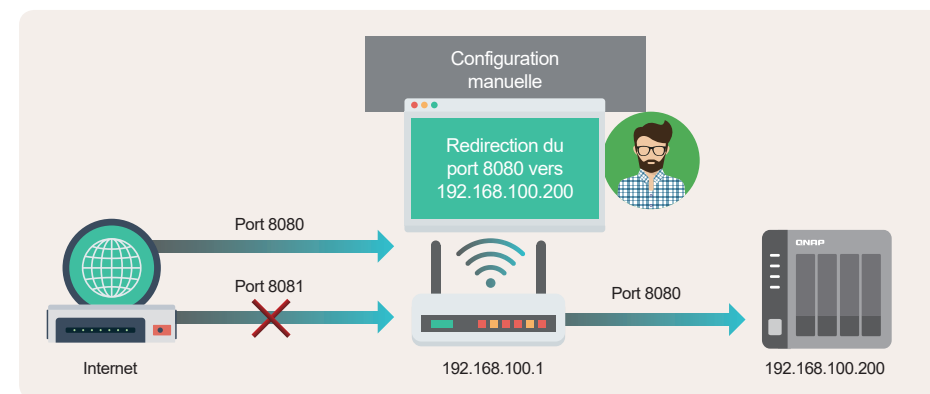 Configuration
manuelle
Redirection du
port 8080 vers
192.168.100.200
Port 8080
Port 8081
Port 8080
QNAP
Internet
192.168.100.1
192.168.100.200